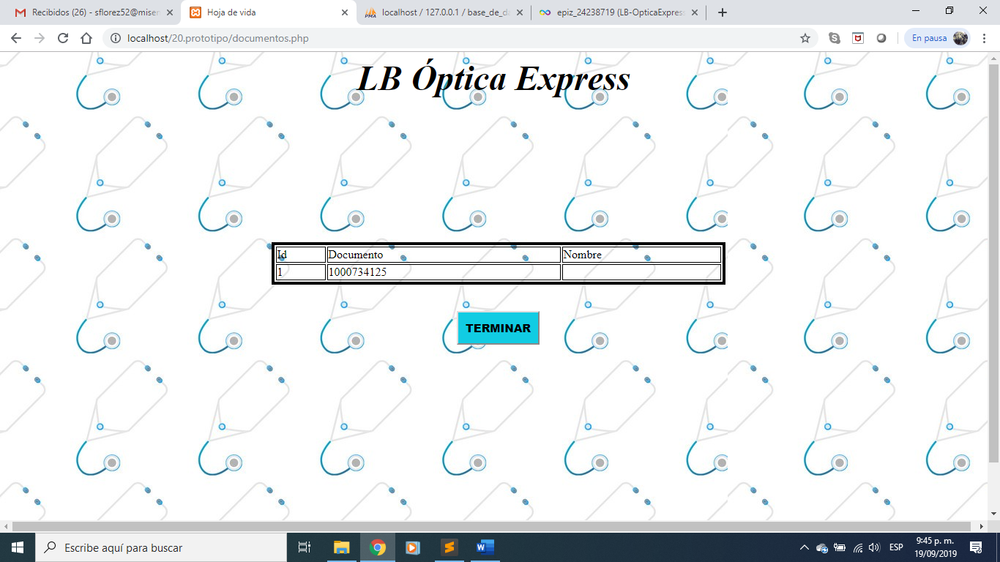 Recibidos (26) - sflorez52@miser
Hoja de vida
localhost / 127.0.0.1 / base_de_da
epiz_24238719 (LB-OpticaExpress
localhost/20.prototipo/documentos.php
En pausa
LB Óptica Express
Id Documento Nombre
1 1000734125
TERMINAR
Escribe aquí para buscar
ESP
9:45 p. m.
19/09/2019